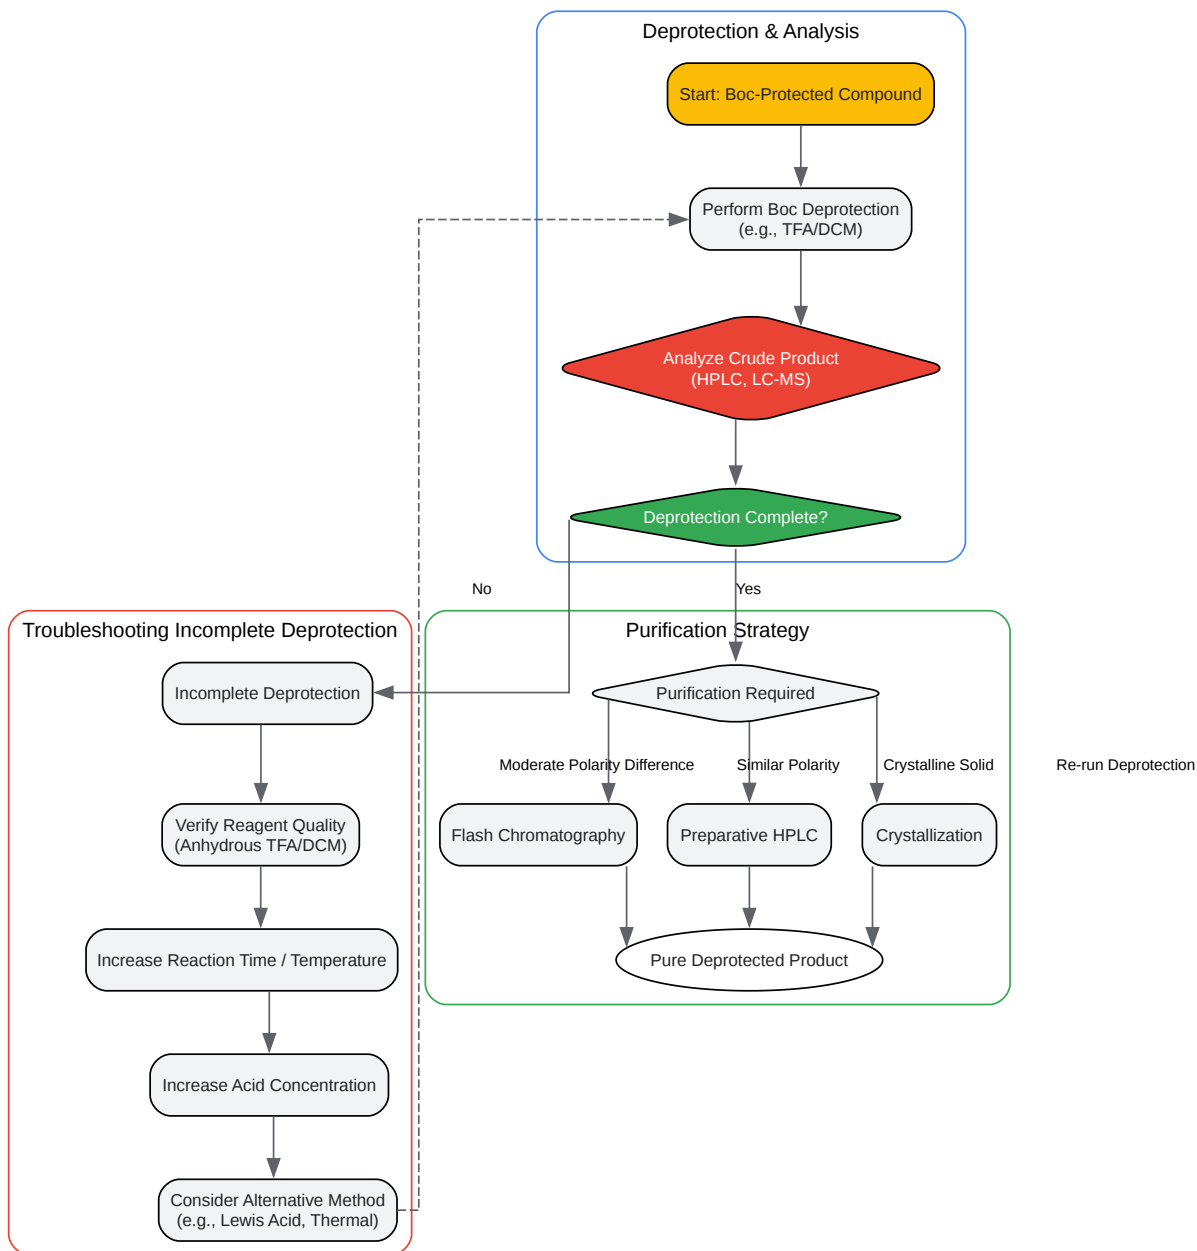 Deprotection & Analysis
Start: Boc-Protected Compound
Perform Boc Deprotection
(e.g., TFA/DCM)
Analyze Crude Product
(HPLC, LC-MS)
Deprotection Complete?
No
Yes
Troubleshooting Incomplete Deprotection
Incomplete Deprotection
Verify Reagent Quality
(Anhydrous TFA/DCM)
Increase Reaction Time / Temperature
Increase Acid Concentration
Consider Alternative Method
(e.g., Lewis Acid, Thermal)
Purification Strategy
Purification Required
Moderate Polarity Difference
Similar Polarity
Crystalline Solid
Re-run Deprotection
Flash Chromatography
Preparative HPLC
Crystallization
Pure Deprotected Product